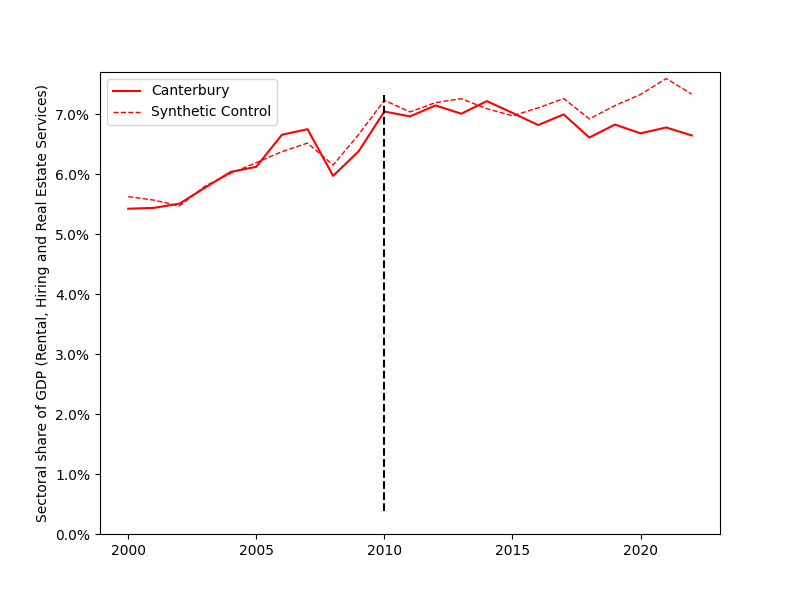 Canterbury
Synthetic Control
Sectoral share of GDP (Rental, Hiring and Real Estate Services)
7.0%
6.0%
5.0%
4.0%
3.0%
2.0%
1.0%
0.0%
2000 2005 2010 2015 2020